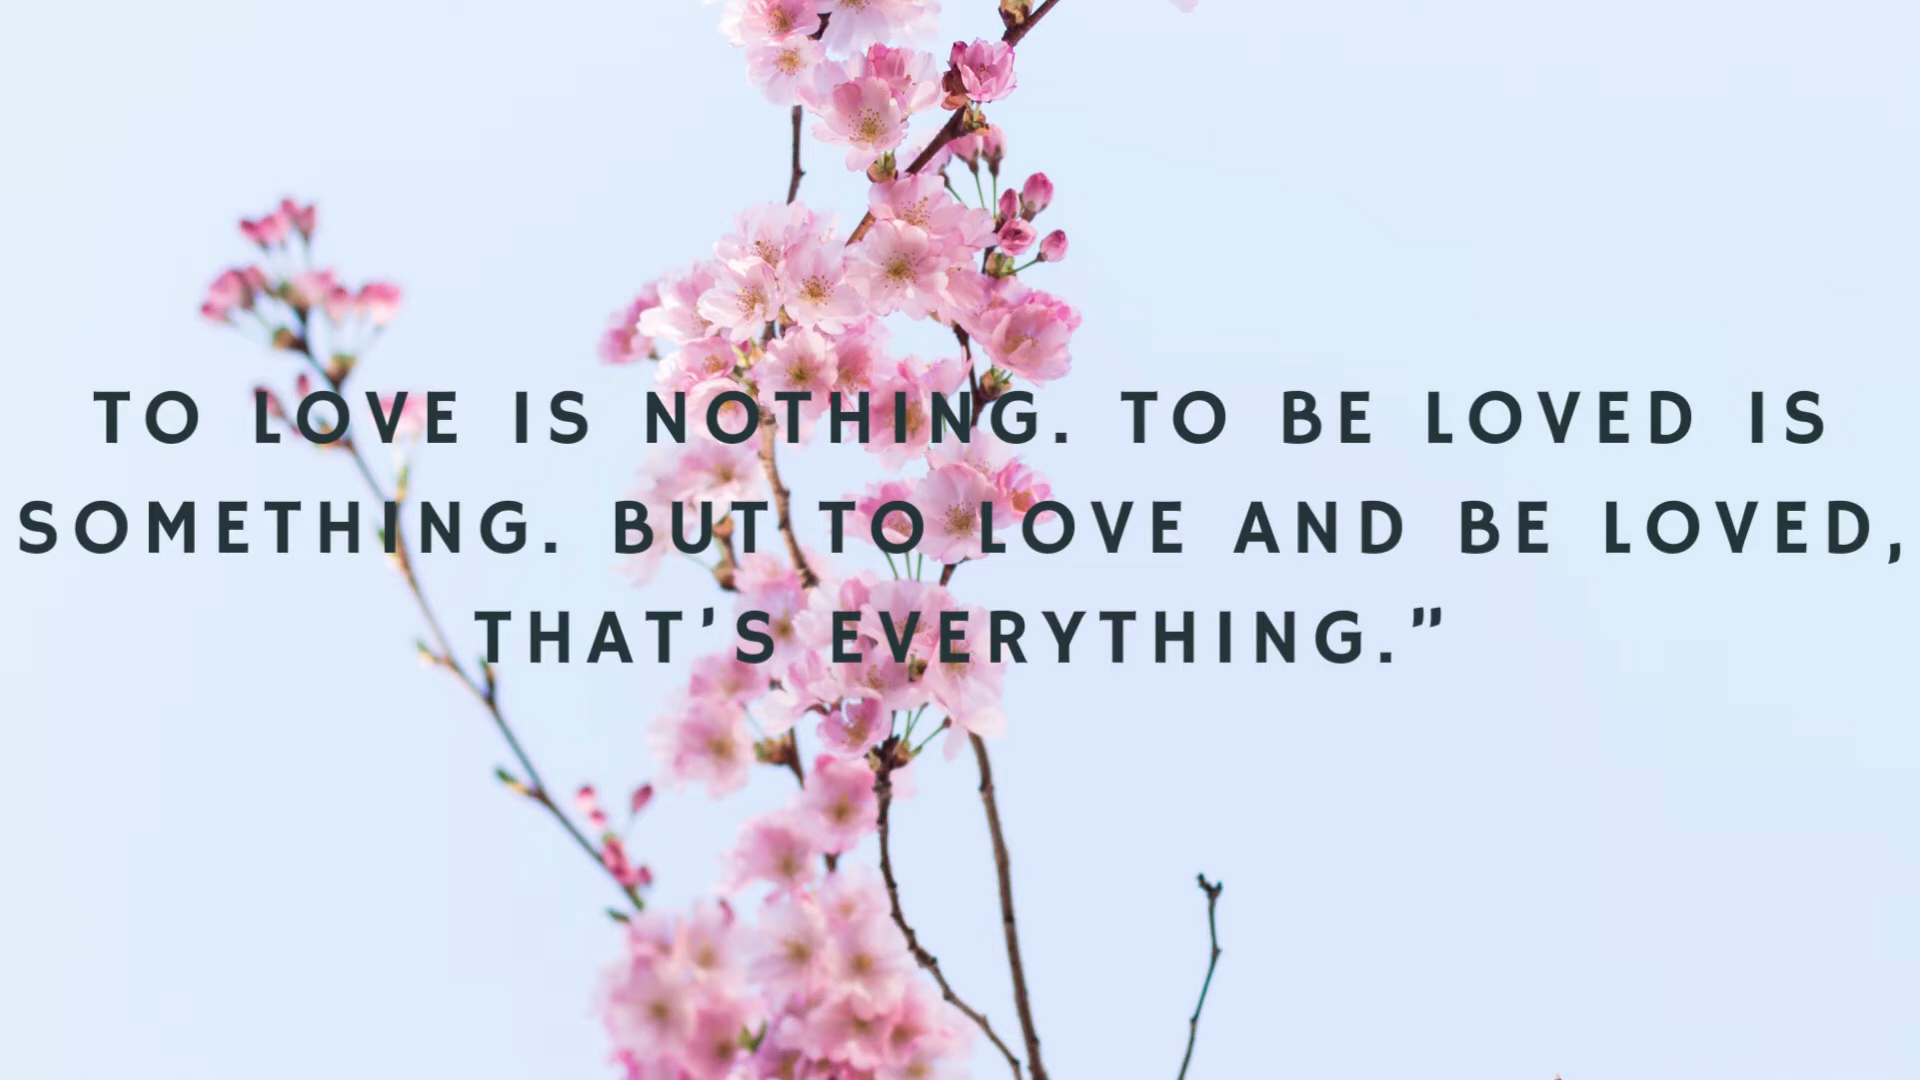 TO LOVE IS NOTHING. TO BE LOVED IS
SOMETHING. BUT TO LOVE AND BE LOVED,
THAT’S EVERYTHING.”